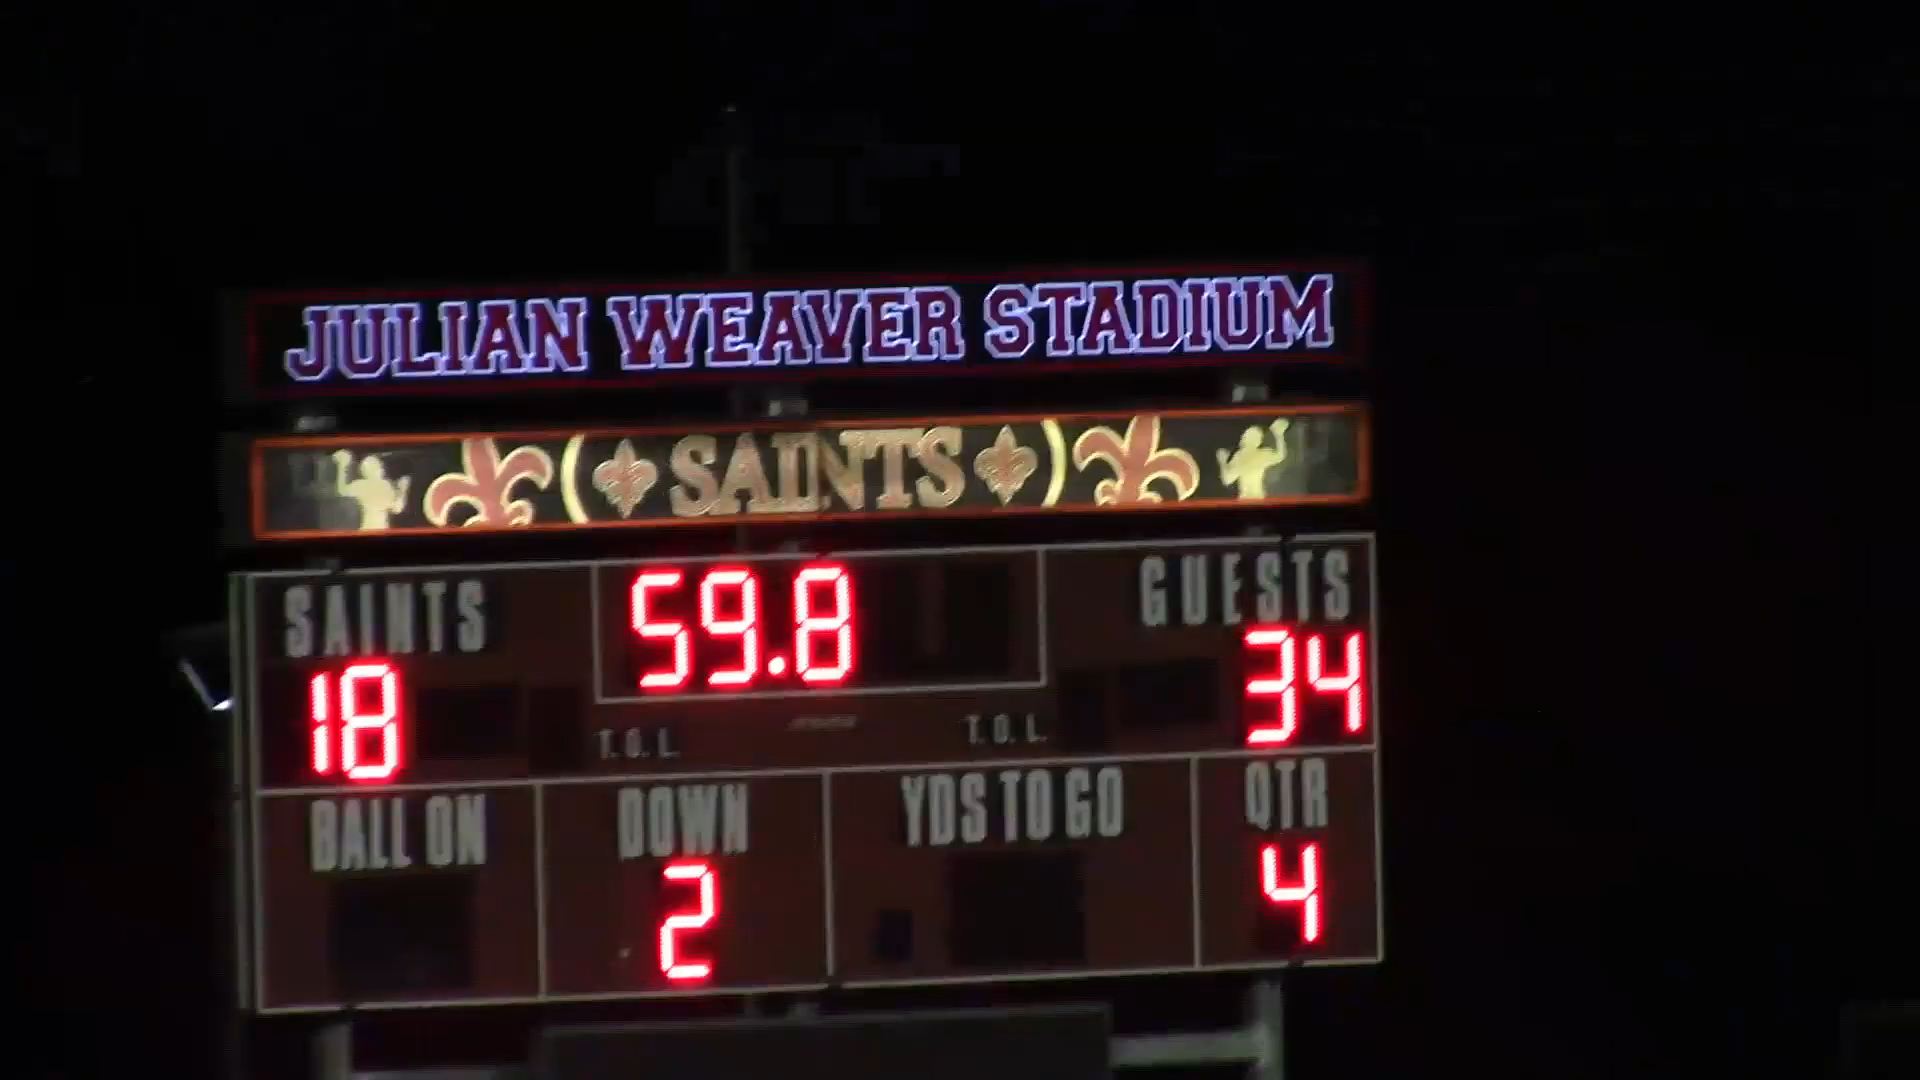 JULIAN WEAVER STADIUM
SAINTS
SAINTS 59.8 GUESTS
18 34
T.O.L. T.O.L.
BALL ON DOWN YDS TO GO QTR
2 4